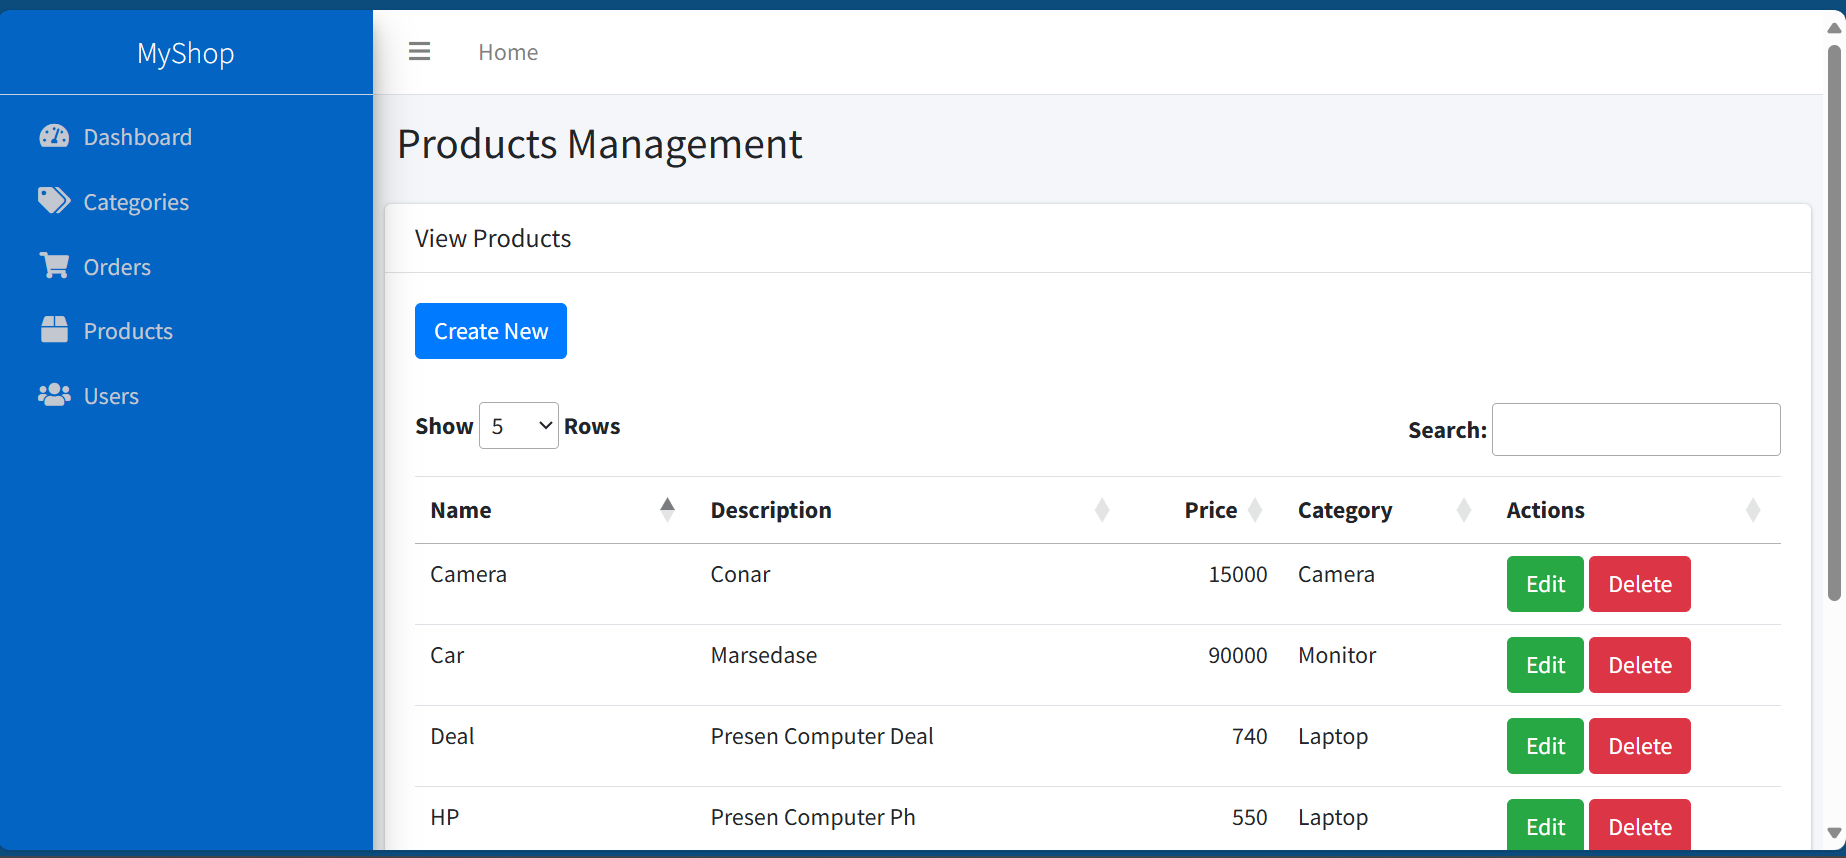 MyShop
Home
Dashboard
Categories
Orders
Products
Users
Products Management
View Products
Create New
Show 5 Rows
Search:
Name Description Price Category Actions
Camera Conar 15000 Camera Edit Delete
Car Marsedase 90000 Monitor Edit Delete
Deal Presen Computer Deal 740 Laptop Edit Delete
HP Presen Computer Ph 550 Laptop Edit Delete